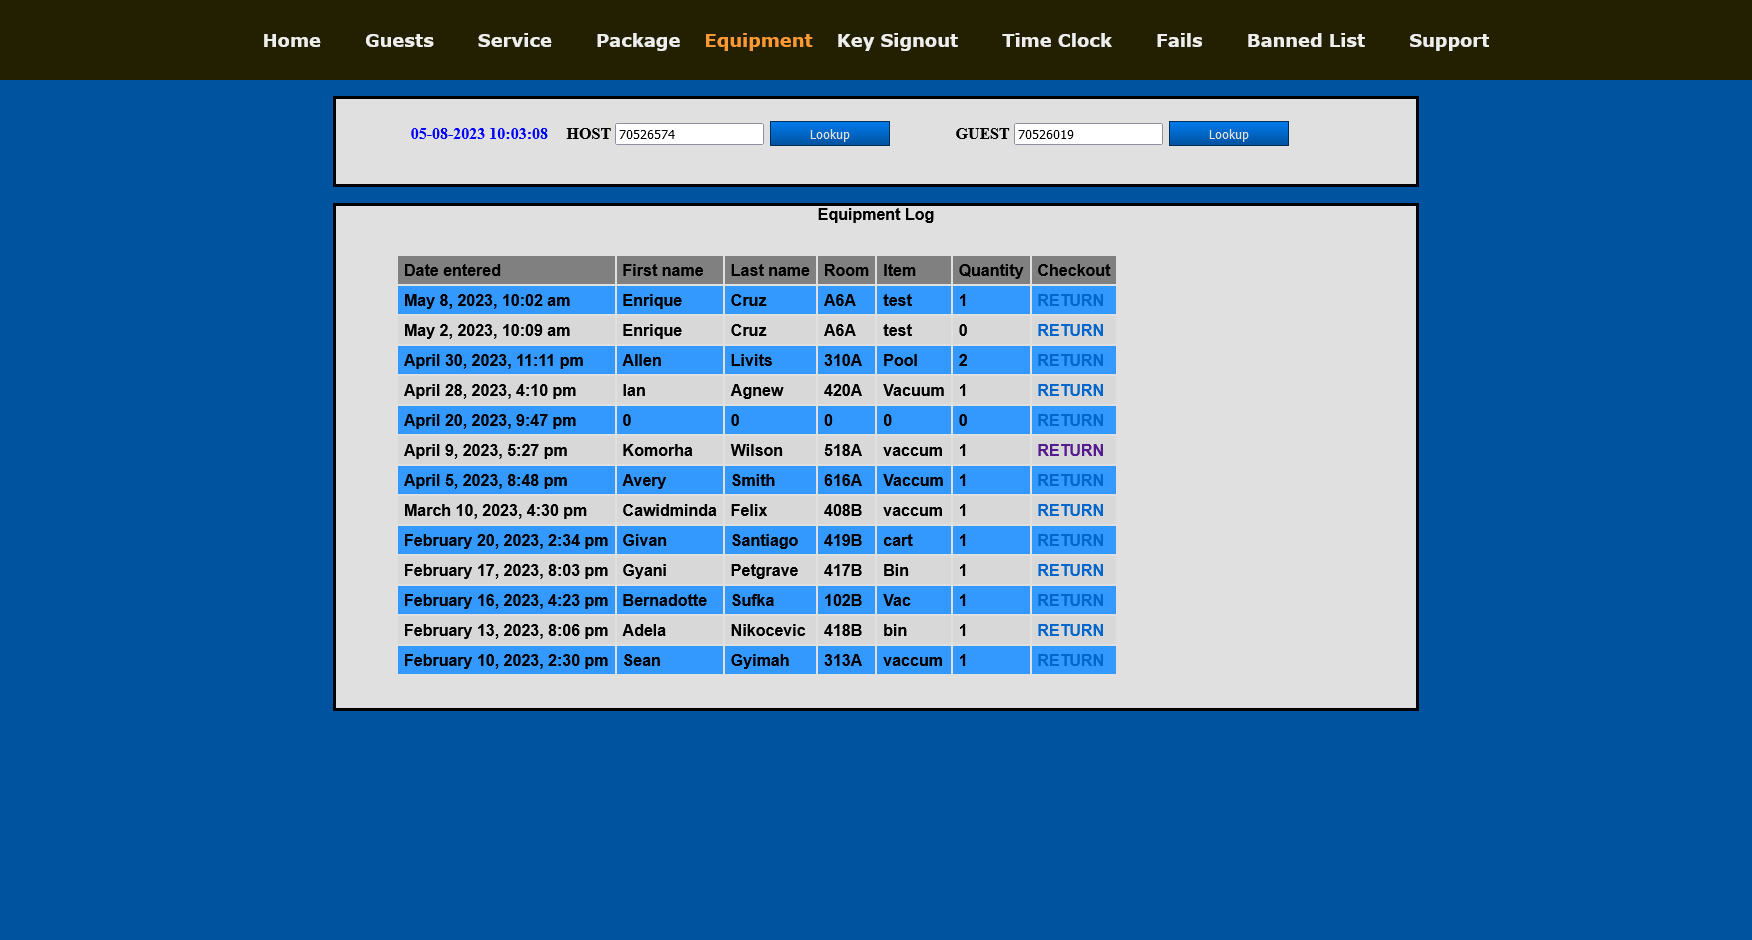 Home Guests Service Package Equipment Key Signout Time Clock Fails Banned List Support
05-08-2023 10:03:08 HOST 70526574 Lookup GUEST 70526019 Lookup
Equipment Log
Date entered First name Last name Room Item Quantity Checkout
May 8, 2023, 10:02 am Enrique Cruz A6A test 1 RETURN
May 2, 2023, 10:09 am Enrique Cruz A6A test 0 RETURN
April 30, 2023, 11:11 pm Allen Livits 310A Pool 2 RETURN
April 28, 2023, 4:10 pm Ian Agnew 420A Vacuum 1 RETURN
April 20, 2023, 9:47 pm 0 0 0 0 0 RETURN
April 9, 2023, 5:27 pm Komorha Wilson 518A vaccum 1 RETURN
April 5, 2023, 8:48 pm Avery Smith 616A Vaccum 1 RETURN
March 10, 2023, 4:30 pm Cawidminda Felix 408B vaccum 1 RETURN
February 20, 2023, 2:34 pm Givan Santiago 419B cart 1 RETURN
February 17, 2023, 8:03 pm Gyani Petgrave 417B Bin 1 RETURN
February 16, 2023, 4:23 pm Bernadotte Sufka 102B Vac 1 RETURN
February 13, 2023, 8:06 pm Adela Nikocevic 418B bin 1 RETURN
February 10, 2023, 2:30 pm Sean Gyimah 313A vaccum 1 RETURN